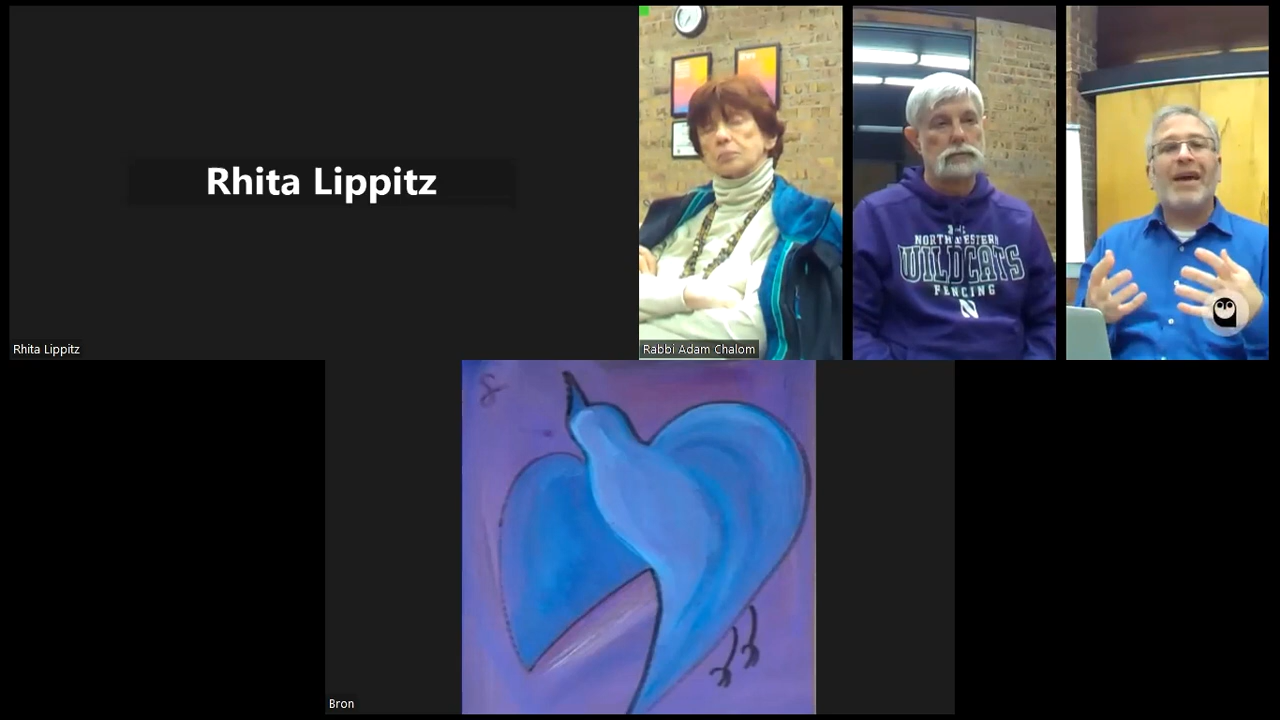 Rhita Lippitz
Rhita Lippitz
Rabbi Adam Chalom
NORTHWESTERN
WILDCATS
FENCING
N
Bron